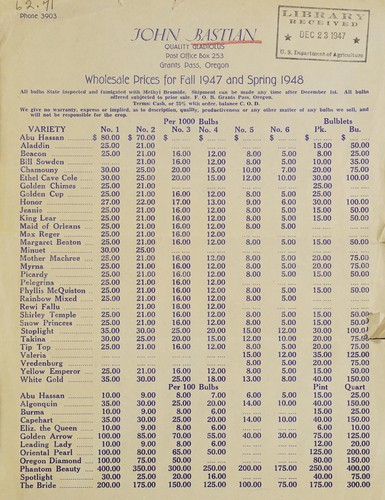 62.71
Phone 3903
LIBRARY
RECEIVED
DEC 23 1947
U. S. Department of Agriculture
JOHN BASTIAN
QUALITY GLADIOLUS
Post Office Box 253
Grants Pass, Oregon
Wholesale Prices for Fall 1947 and Spring 1948
All bulbs State inspected and fumigated with Methyl Bromide. Shipment can be made any time after December 1st. All bulbs
offered subject to prior sale. F. O. B. Grants Pass, Oregon.
Terms: Cash, or 25% with order, balance C. O. D.
We give no warranty, express or implied, as to description, quality, productiveness or any other matter of any bulbs we sell, and
will not be responsible for the crop.
Per 1000 Bulbs Bulblets
VARIETY No. 1 No. 2 No. 3 No. 4 No. 5 No. 6 Pk. Bu.
Abu Hassan $ 80.00 $ 70.00
Aladdin 25.00 21.00 15.00 50.00
Beacon 25.00 21.00 16.00 12.00 8.00 5.00 15.00 50.00
Bill Sowden 21.00 16.00 12.00 8.00 5.00 10.00 35.00
Chamouny 30.00 25.00 20.00 15.00 10.00 7.00 20.00 75.00
Ethel Cave Cole 30.00 25.00 20.00 15.00 12.00 10.00 30.00 100.00
Golden Chimes 25.00 21.00 25.00
Golden Cup 25.00 21.00 16.00 12.00 8.00 5.00 25.00
Honor 27.00 22.00 17.00 13.00 9.00 6.00 30.00 100.00
Jeanie 25.00 21.00 16.00 12.00 8.00 5.00 15.00 50.00
King Lear 25.00 21.00 16.00 12.00 8.00 5.00 15.00 50.00
Maid of Orleans 25.00 21.00 16.00 12.00 8.00 5.00
Max Reger 25.00 21.00 16.00
Margaret Beaton 25.00 21.00 16.00 12.00 8.00 5.00 15.00 50.00
Minuet 30.00 25.00
Mother Machree 25.00 21.00 16.00 12.00 8.00 5.00 20.00 75.00
Myrna 25.00 21.00 16.00 12.00 8.00 5.00 20.00 75.00
Picardy 25.00 21.00 16.00 12.00 8.00 5.00 15.00 50.00
Pelegrina 25.00 21.00 16.00
Phyllis McQuiston 25.00 21.00 16.00 12.00 8.00 5.00 15.00 50.00
Rainbow Mixed 25.00 21.00 16.00 12.00 8.00 5.00
Rewi Fallu 21.00
Shirley Temple 25.00 21.00 16.00 12.00 8.00 5.00 15.00 50.00
Snow Princess 25.00 21.00 16.00 12.00 8.00 5.00 15.00 50.00
Stoplight 30.00 25.00 20.00 16.00 12.00 30.00 100.00
Takina 30.00 25.00 20.00 15.00 12.00 10.00 20.00 75.00
Tip Top 25.00 21.00 16.00 12.00 8.00 5.00 20.00 75.00
Valeria 15.00 12.00 35.00 125.00
Vredenburg 8.00 5.00 20.00 75.00
Yellow Emperor 25.00 21.00 16.00 12.00 8.00 5.00 20.00 75.00
White Gold 35.00 30.00 25.00 18.00 13.00 8.00 40.00 150.00
Per 100 Bulbs Pint Quart
Abu Hassan 10.00 9.00 8.00 7.00 6.00 5.00 15.00 25.00
Algonquin 35.00 30.00 25.00 20.00 14.00 10.00 40.00 150.00
Burma 10.00 9.00 8.00 6.00 15.00 25.00
Capehart 35.00 30.00 25.00 20.00 14.00 10.00 40.00 150.00
Eliz. the Queen 10.00 9.00 8.00 6.00 6.00 10.00
Golden Arrow 100.00 85.00 70.00 55.00 40.00 30.00 75.00 125.00
Leading Lady 10.00 9.00 8.00 6.00 12.00 20.00
Oriental Pearl 100.00 80.00 65.00 50.00 125.00 200.00
Oregon Diamond 100.00 75.00 50.00 80.00 150.00
Phantom Beauty 400.00 350.00 300.00 250.00 200.00 175.00 250.00 400.00
Spotlight 30.00 25.00 20.00 25.00 50.00
The Bride 200.00 175.00 150.00 125.00 100.00 75.00 175.00 300.00